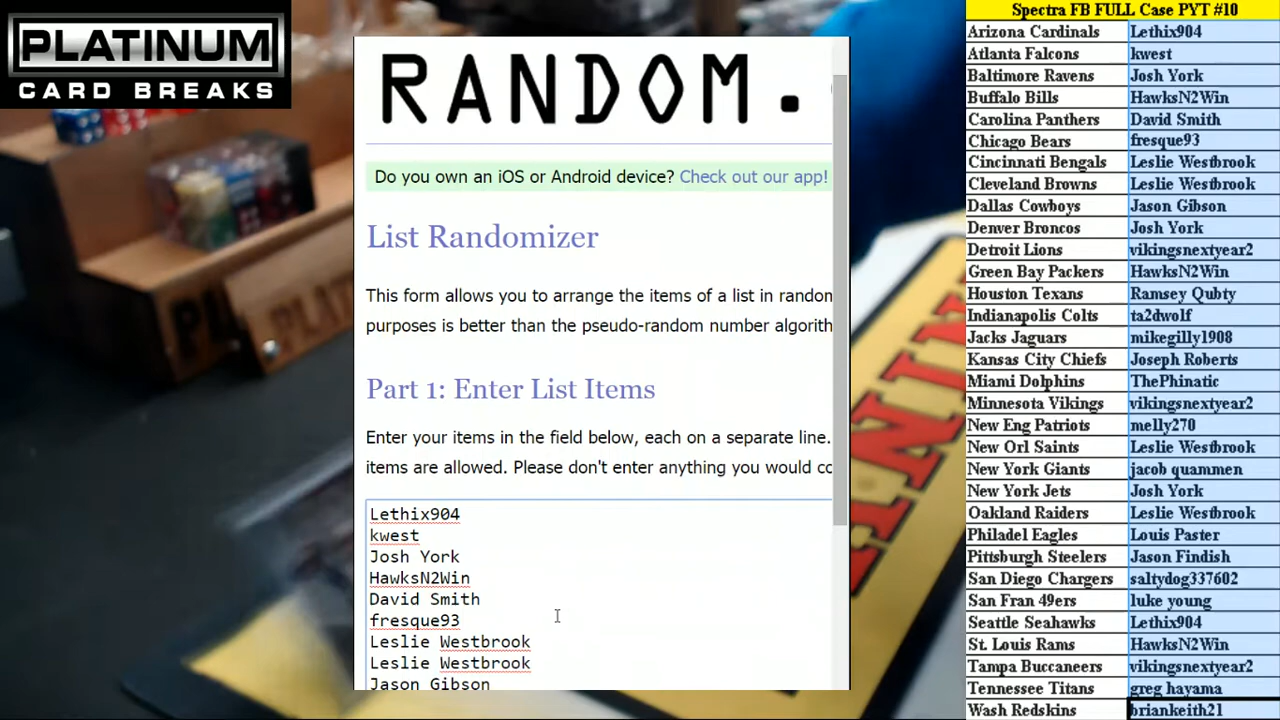 PLATINUM
CARD BREAKS
RANDOM.
Do you own an iOS or Android device? Check out our app!
List Randomizer
This form allows you to arrange the items of a list in random
purposes is better than the pseudo-random number algorith
Part 1: Enter List Items
Enter your items in the field below, each on a separate line.
items are allowed. Please don't enter anything you would co
Lethix904
kwest
Josh York
HawksN2Win
David Smith
fresque93
Leslie Westbrook
Leslie Westbrook
Jason Gibson
Spectra FB FULL Case PYT #10
Arizona Cardinals Lethix904
Atlanta Falcons kwest
Baltimore Ravens Josh York
Buffalo Bills HawksN2Win
Carolina Panthers David Smith
Chicago Bears fresque93
Cincinnati Bengals Leslie Westbrook
Cleveland Browns Leslie Westbrook
Dallas Cowboys Jason Gibson
Denver Broncos Josh York
Detroit Lions vikingsnextyear2
Green Bay Packers HawksN2Win
Houston Texans Ramsey Qubty
Indianapolis Colts ta2dwolf
Jacks Jaguars mikegilly1908
Kansas City Chiefs Joseph Roberts
Miami Dolphins ThePhinatic
Minnesota Vikings vikingsnextyear2
New Eng Patriots melly270
New Orl Saints Leslie Westbrook
New York Giants jacob quammen
New York Jets Josh York
Oakland Raiders Leslie Westbrook
Philadel Eagles Louis Paster
Pittsburgh Steelers Jason Findish
San Diego Chargers saltydog337602
San Fran 49ers luke young
Seattle Seahawks Lethix904
St. Louis Rams HawksN2Win
Tampa Buccaneers vikingsnextyear2
Tennessee Titans greg hayama
Wash Redskins briankeith21